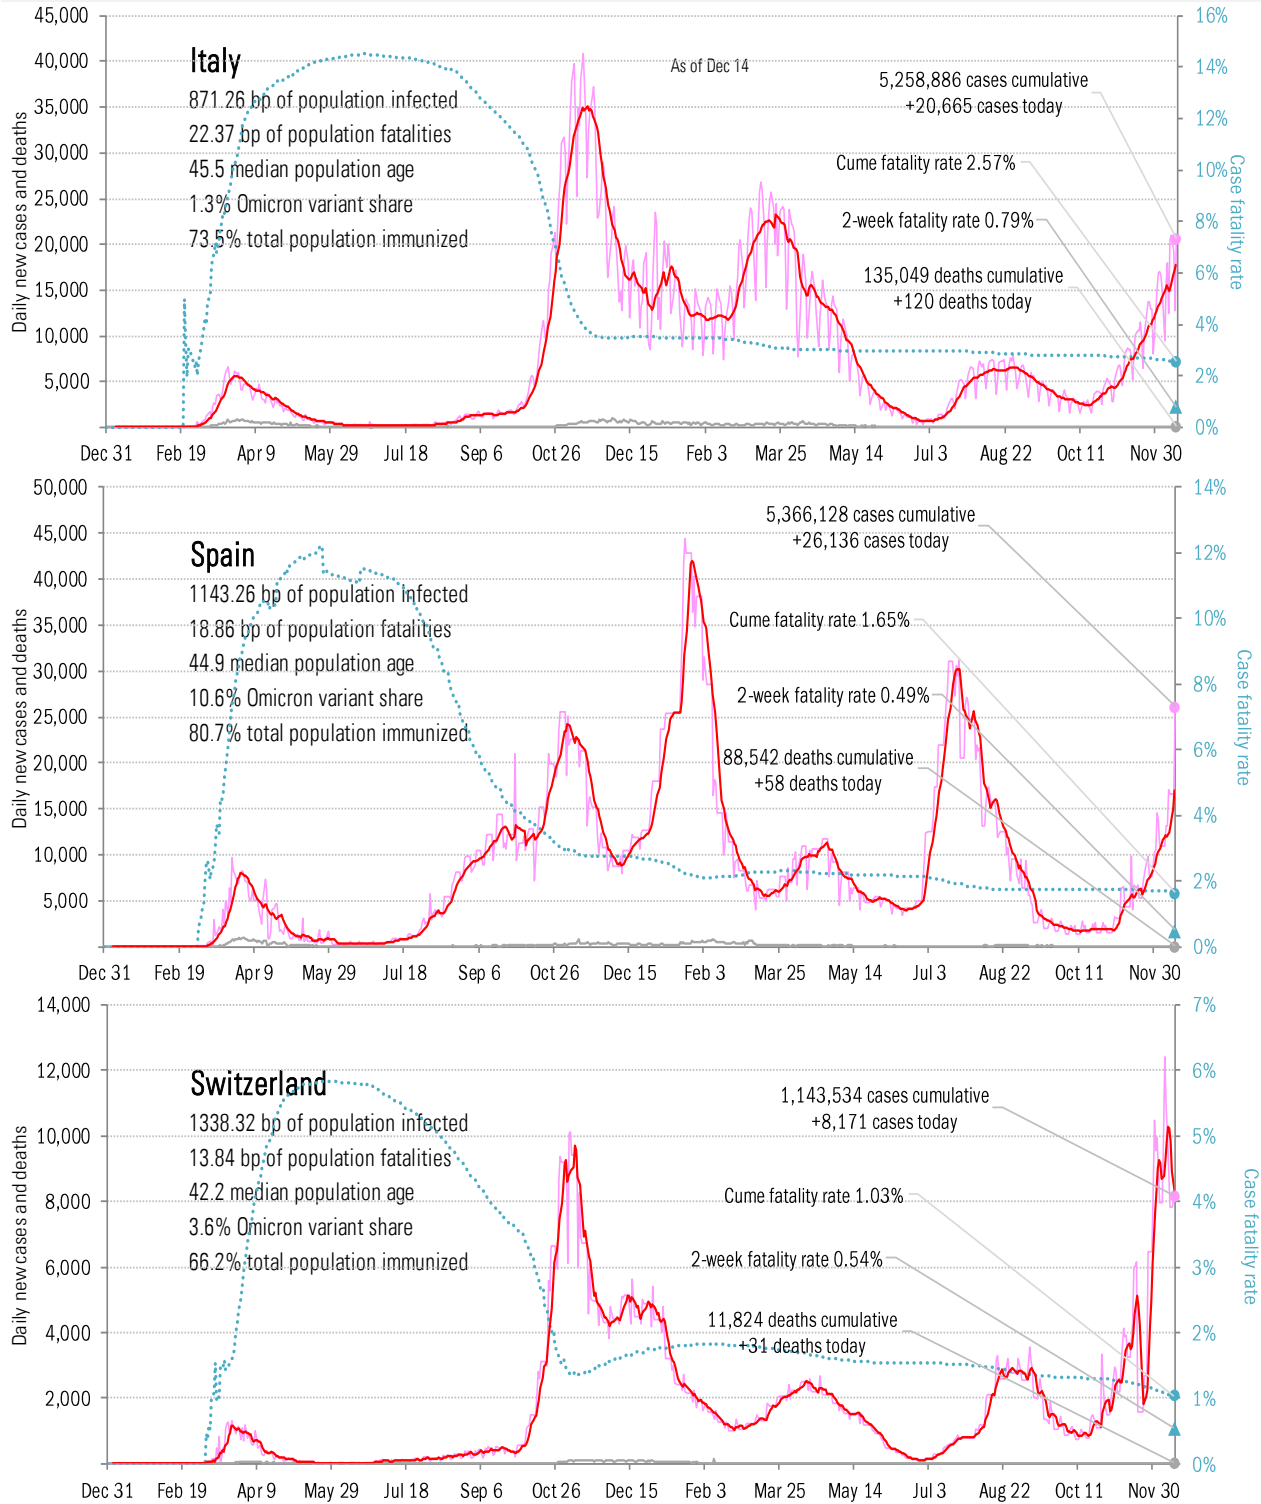 45,000
40,000
35,000
30,000
25,000
20,000
15,000
10,000
5,000
Daily new cases and deaths
Italy
871.26 bp of population infected
22.37 bp of population fatalities
45.5 median population age
1.3% Omicron variant share
73.5% total population immunized
As of Dec 14
5,258,886 cases cumulative
+20,665 cases today
Cume fatality rate 2.57%
2-week fatality rate 0.79%
135,049 deaths cumulative
+120 deaths today
16%
14%
12%
10%
8%
6%
4%
2%
0%
Case fatality rate
Dec 31 Feb 19 Apr 9 May 29 Jul 18 Sep 6 Oct 26 Dec 15 Feb 3 Mar 25 May 14 Jul 3 Aug 22 Oct 11 Nov 30
50,000
45,000
40,000
35,000
30,000
25,000
20,000
15,000
10,000
5,000
Daily new cases and deaths
Spain
1143.26 bp of population infected
18.86 bp of population fatalities
44.9 median population age
10.6% Omicron variant share
80.7% total population immunized
5,366,128 cases cumulative
+26,136 cases today
Cume fatality rate 1.65%
2-week fatality rate 0.49%
88,542 deaths cumulative
+58 deaths today
14%
12%
10%
8%
6%
4%
2%
0%
Case fatality rate
Dec 31 Feb 19 Apr 9 May 29 Jul 18 Sep 6 Oct 26 Dec 15 Feb 3 Mar 25 May 14 Jul 3 Aug 22 Oct 11 Nov 30
14,000
12,000
10,000
8,000
6,000
4,000
2,000
Daily new cases and deaths
Switzerland
1338.32 bp of population infected
13.84 bp of population fatalities
42.2 median population age
3.6% Omicron variant share
66.2% total population immunized
1,143,534 cases cumulative
+8,171 cases today
Cume fatality rate 1.03%
2-week fatality rate 0.54%
11,824 deaths cumulative
+31 deaths today
7%
6%
5%
4%
3%
2%
1%
0%
Case fatality rate
Dec 31 Feb 19 Apr 9 May 29 Jul 18 Sep 6 Oct 26 Dec 15 Feb 3 Mar 25 May 14 Jul 3 Aug 22 Oct 11 Nov 30